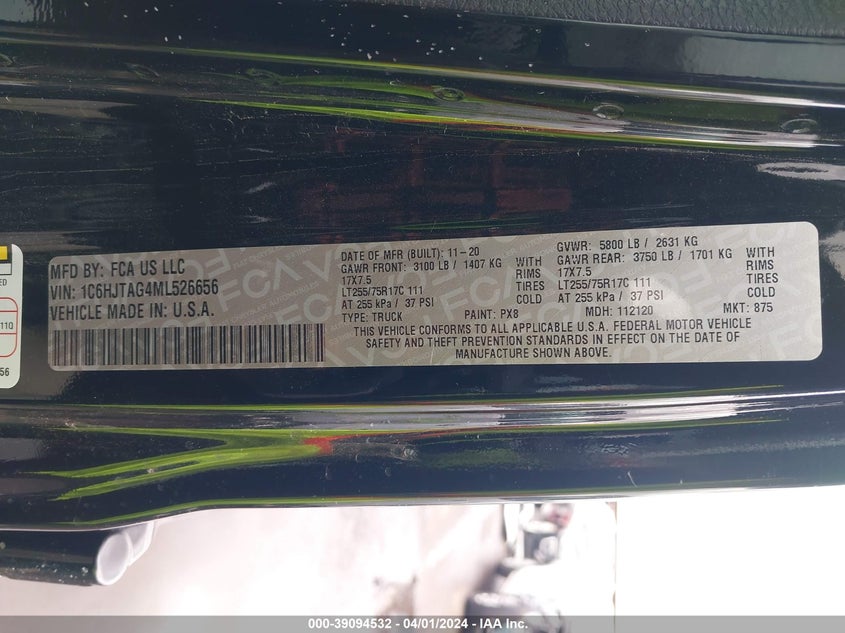 MFD BY: FCA US LLC
VIN: 1C6HJTAG4ML526656
VEHICLE MADE IN: U.S.A.
DATE OF MFR (BUILT): 11-20
GAWR FRONT: 3100 LB / 1407 KG WITH
17X7.5 RIMS
LT255/75R17C 111 TIRES
AT 255 kPa / 37 PSI COLD
TYPE: TRUCK PAINT: PX8
GVWR: 5800 LB / 2631 KG
GAWR REAR: 3750 LB / 1701 KG WITH
17X7.5 RIMS
LT255/75R17C 111 TIRES
AT 255 kPa / 37 PSI COLD
MDH: 112120 MKT: 875
THIS VEHICLE CONFORMS TO ALL APPLICABLE U.S.A. FEDERAL MOTOR VEHICLE
SAFETY AND THEFT PREVENTION STANDARDS IN EFFECT ON THE DATE OF
MANUFACTURE SHOWN ABOVE.
56
000-39094532 - 04/01/2024 - IAA